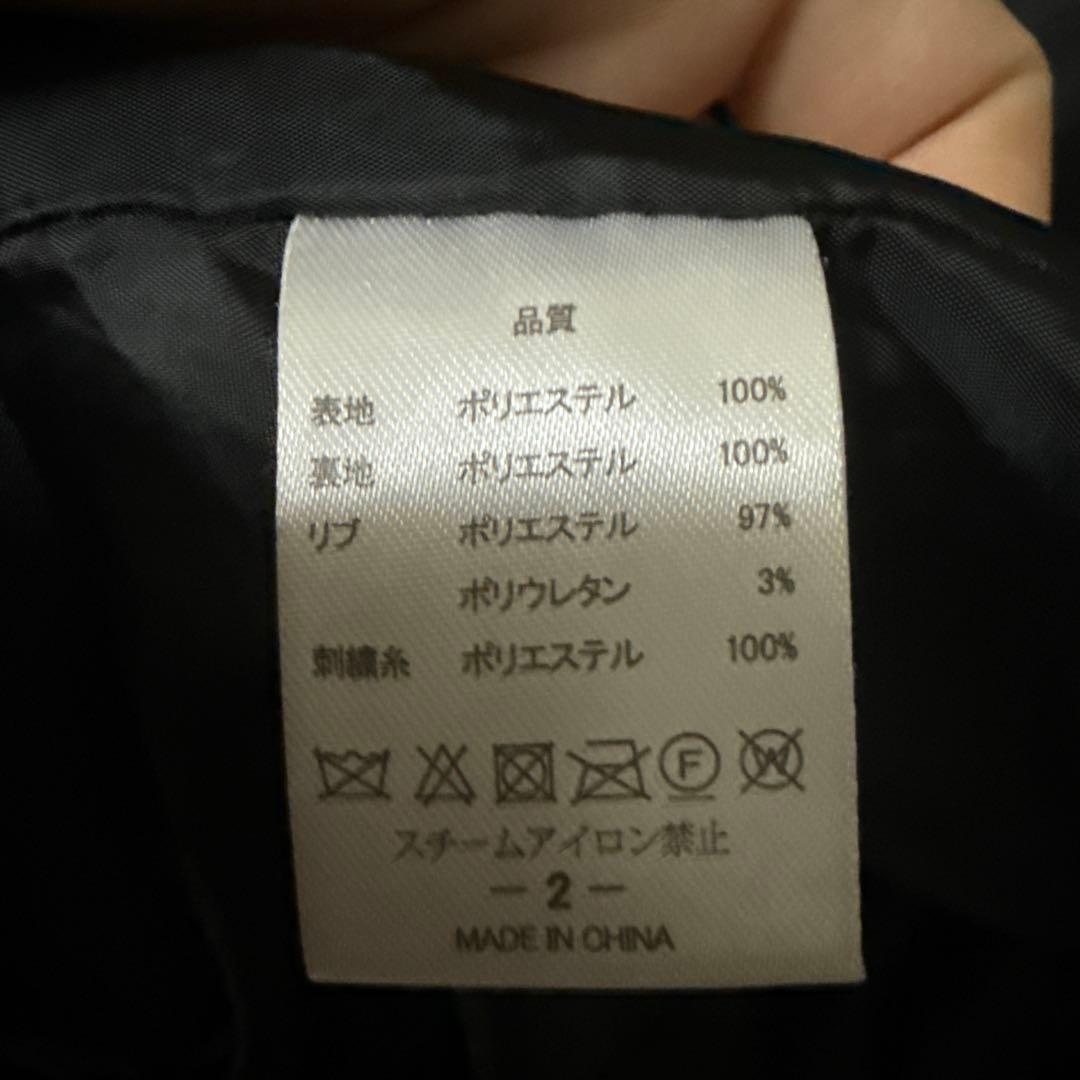 品質
表地 ポリエステル 100%
裏地 ポリエステル 100%
リブ ポリエステル 97%
ポリウレタン 3%
刺繍糸 ポリエステル 100%
F W
スチームアイロン禁止
- 2 -
MADE IN CHINA